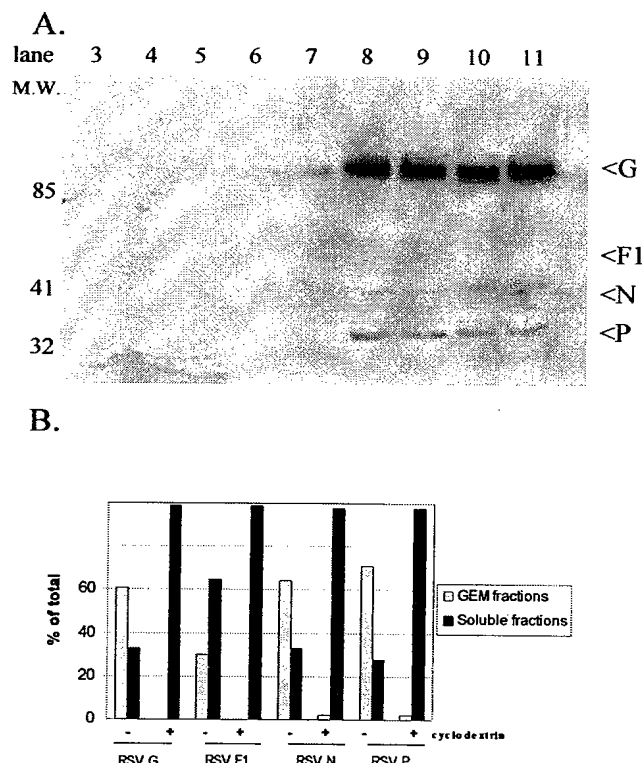 A.
lane 3 4 5 6 7 8 9 10 11
M.W.
85
41
32
<G
<F1
<N
<P
B.
% of total
60
40
20
0
GEM fractions
Soluble fractions
- + - + - + - + cyclodextrin
RSV G RSV F1 RSV N RSV P